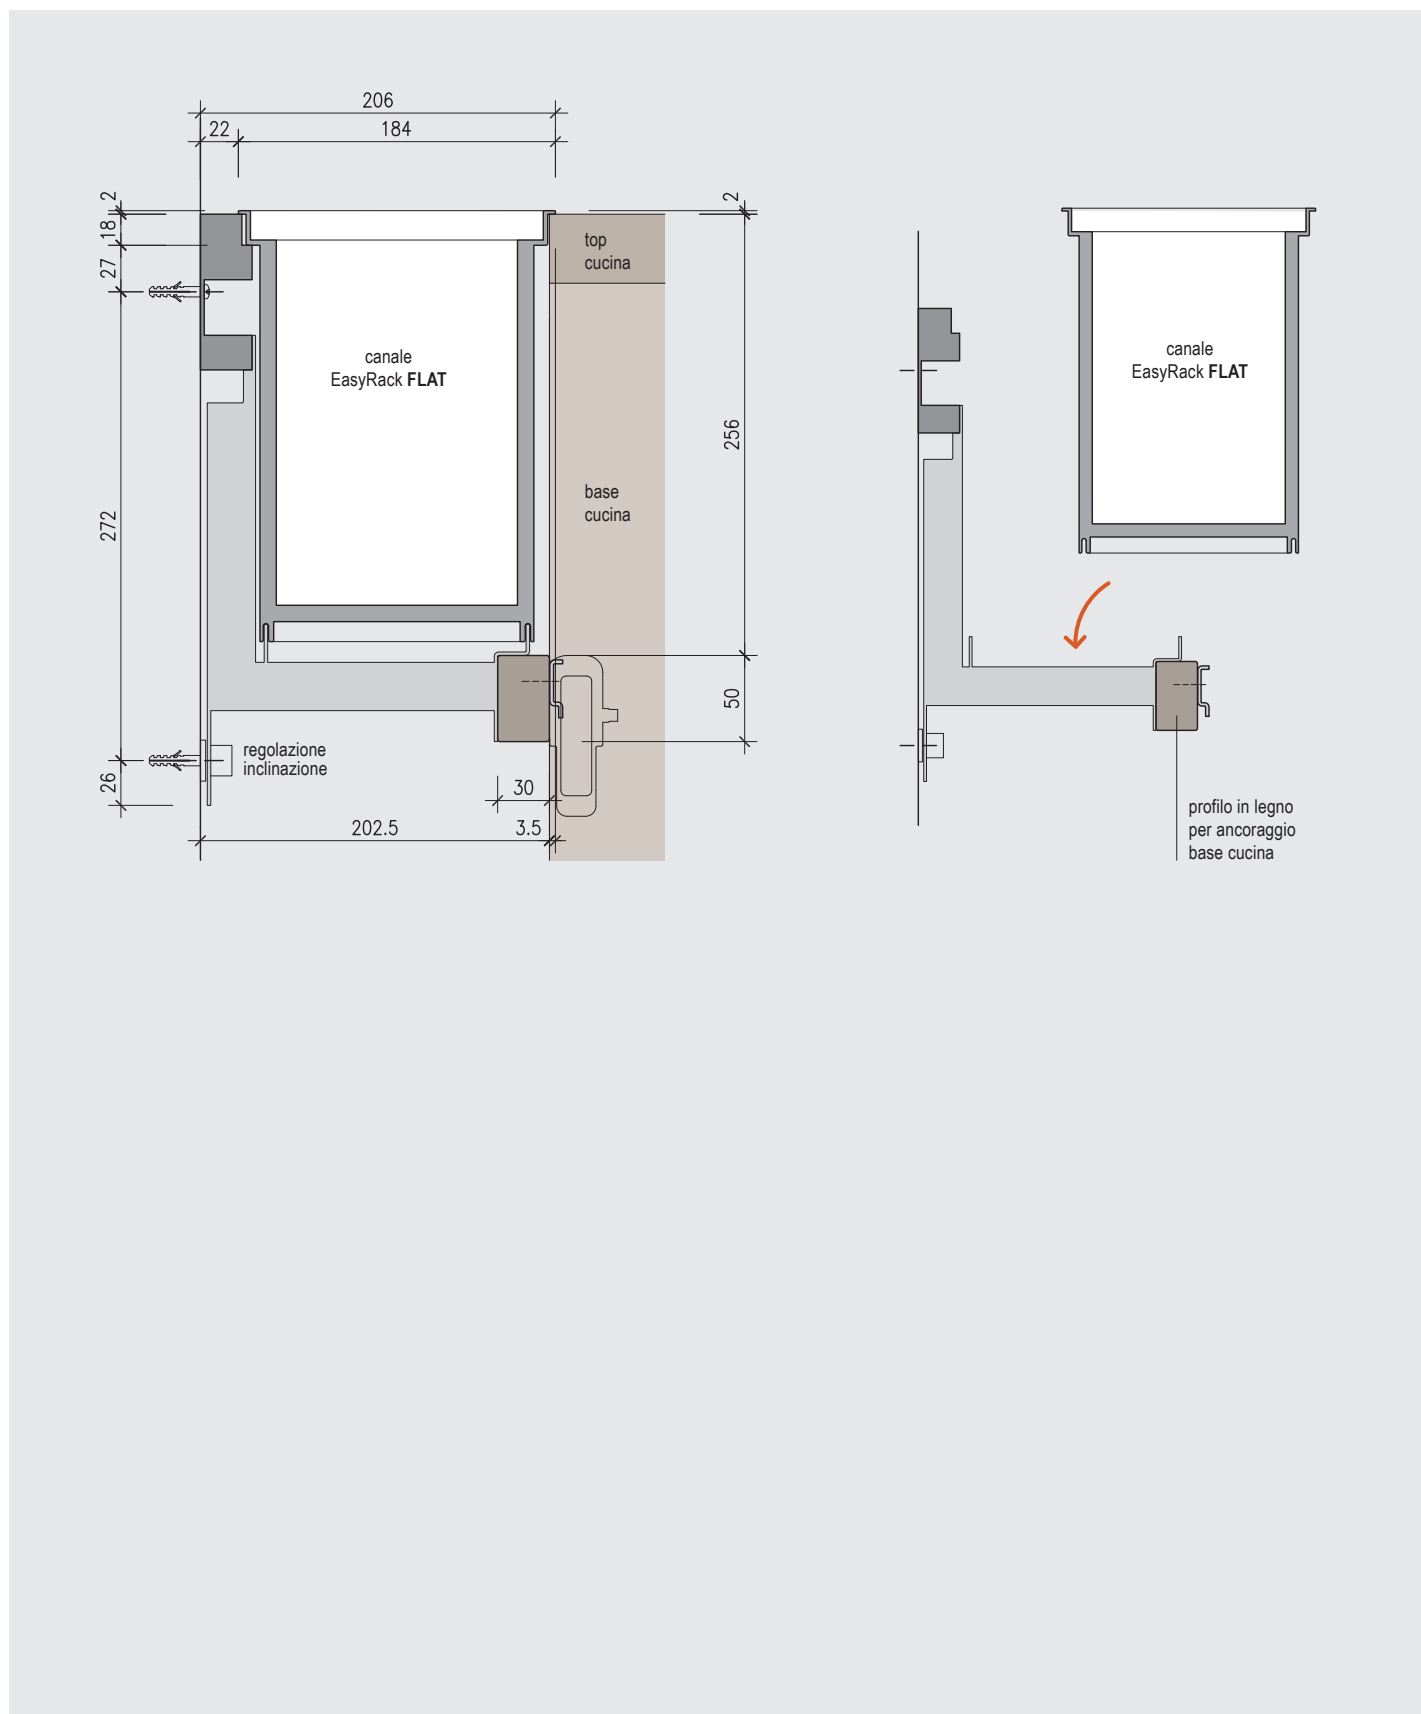 206
22
184
2
18
27
272
26
2
256
50
top
cucina
canale
EasyRack FLAT
base
cucina
regolazione
inclinazione
30
202.5
3.5
canale
EasyRack FLAT
profilo in legno
per ancoraggio
base cucina